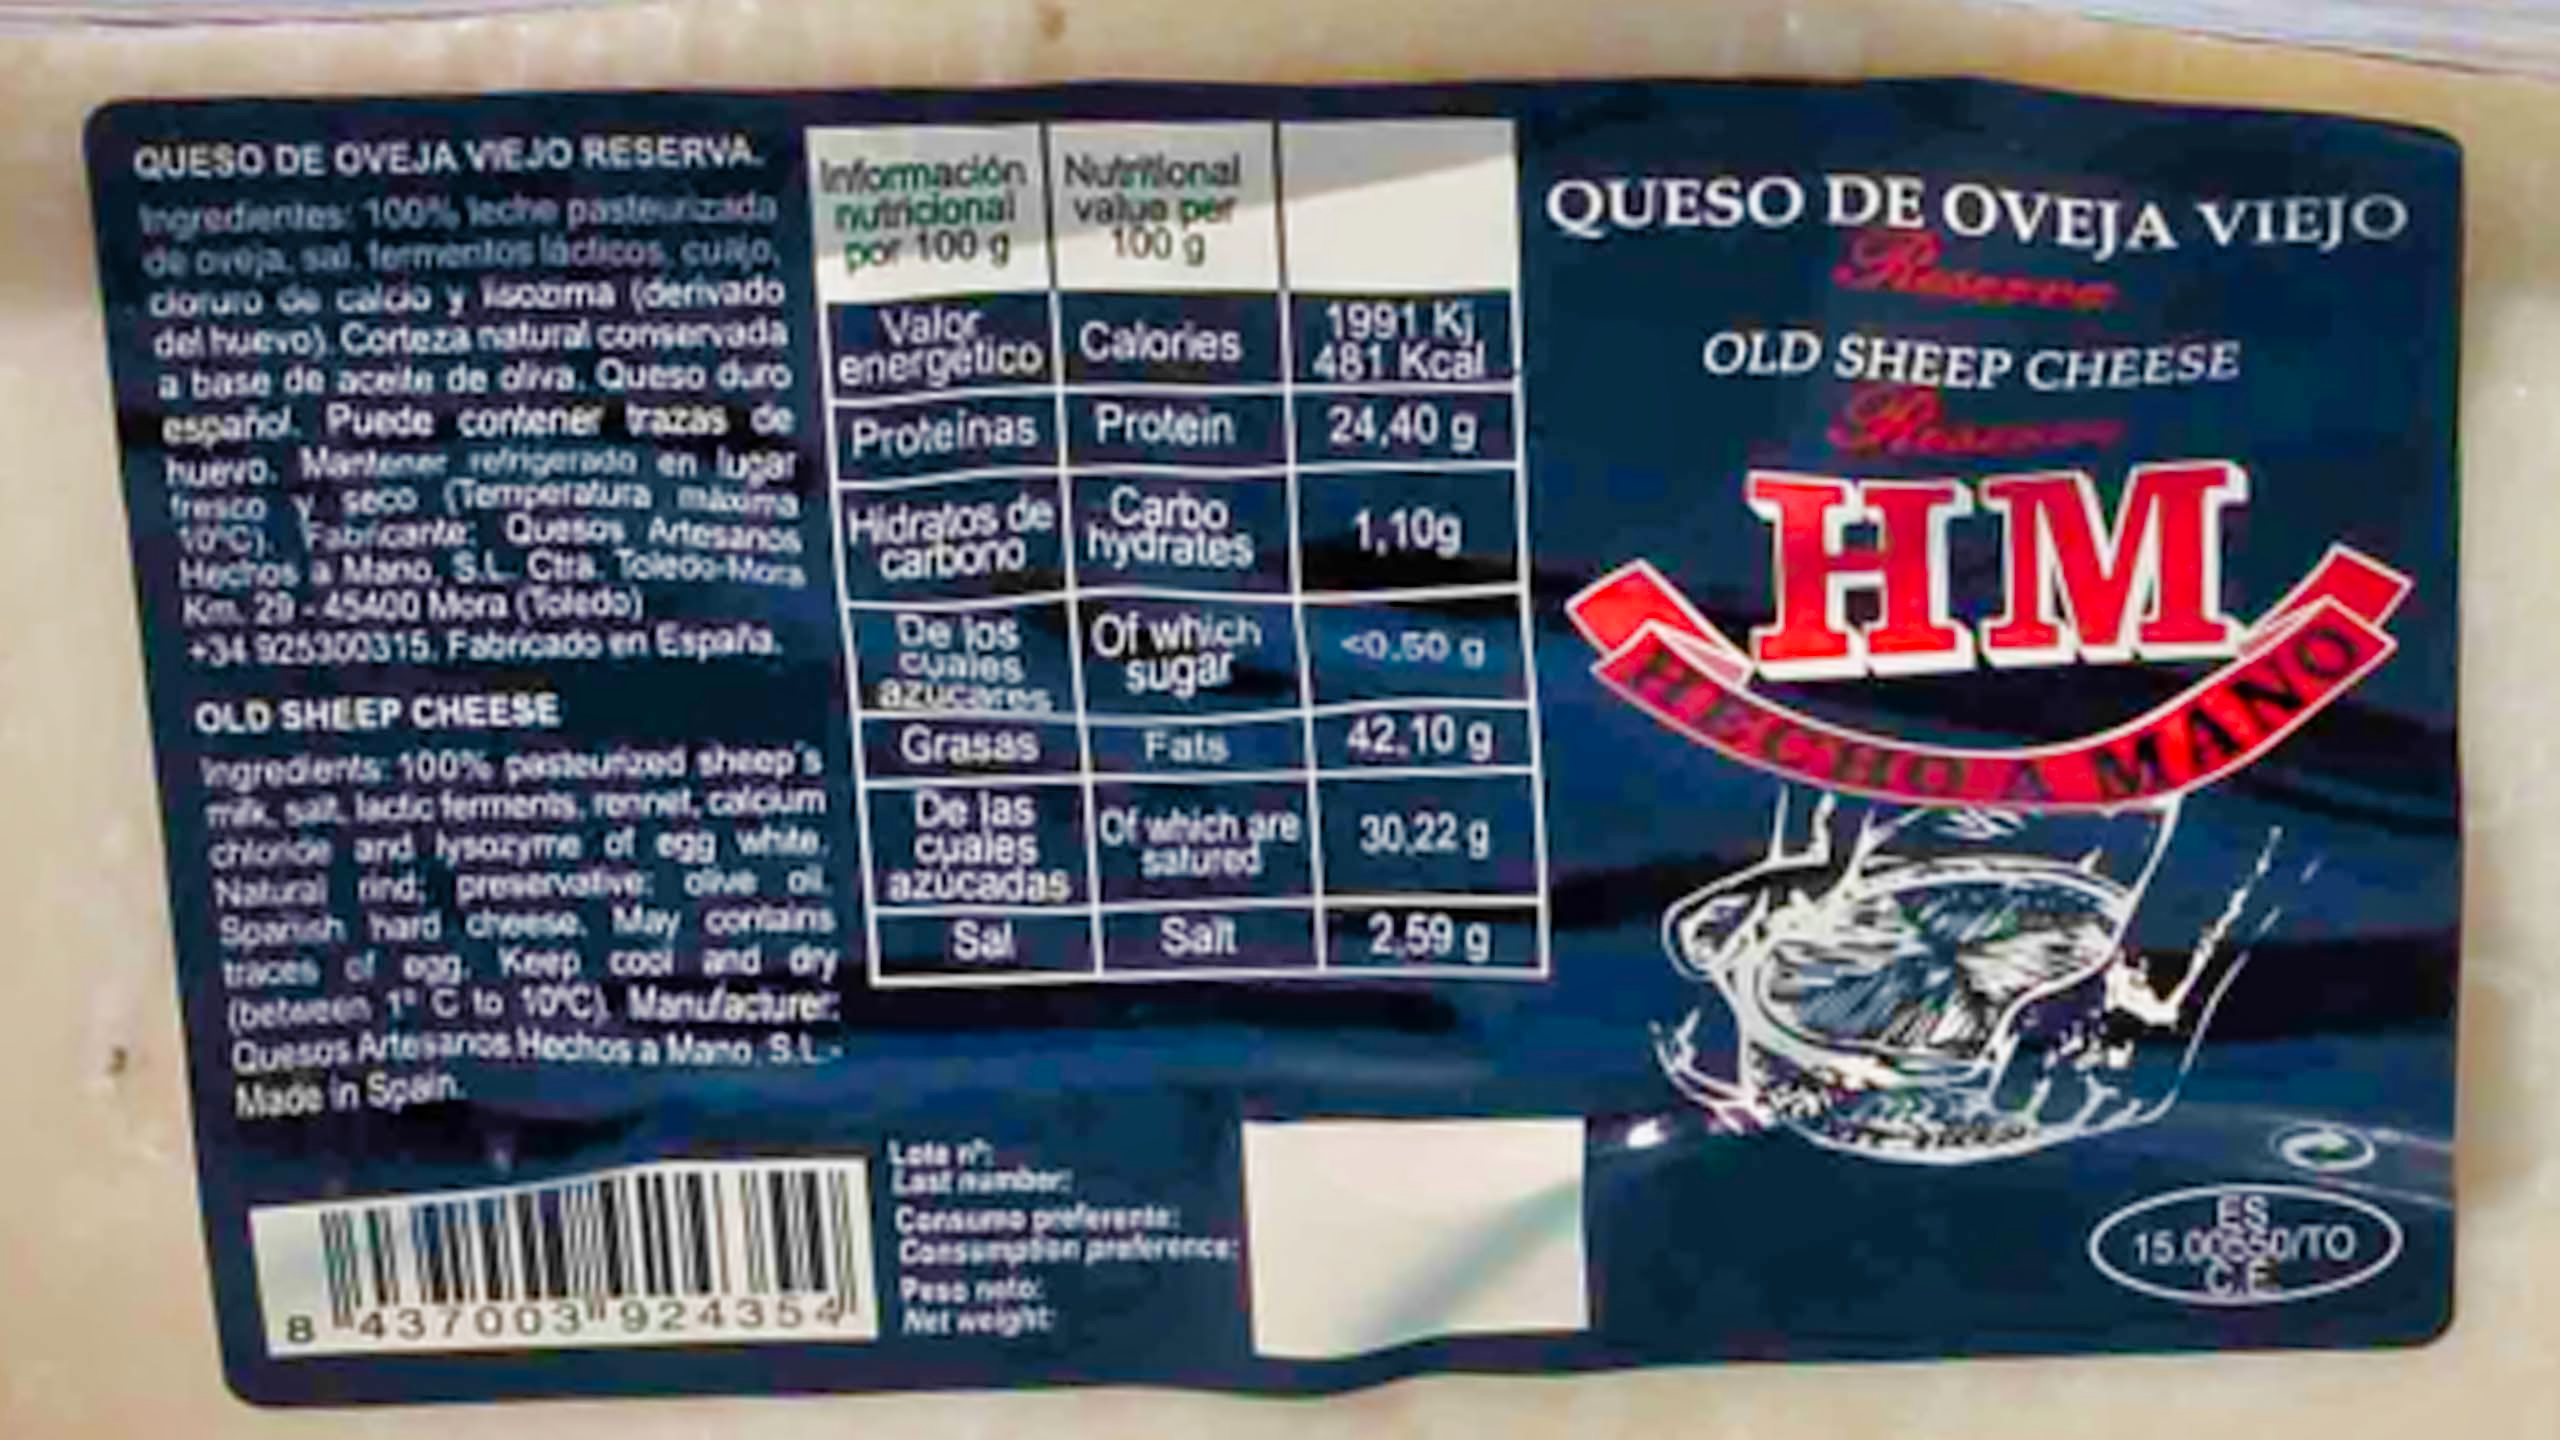 QUESO DE OVEJA VIEJO RESERVA.
Ingredientes: 100% leche pasteurizada
de oveja, sal, fermentos lácticos, cuajo,
cloruro de calcio y lisozima (derivado
del huevo). Corteza natural conservada
a base de aceite de oliva. Queso duro
español. Puede contener trazas de
huevo. Mantener refrigerado en lugar
fresco y seco (Temperatura máxima
10ºC). Fabricante: Quesos Artesanos
Hechos a Mano, S.L. Ctra. Toledo-Mora
Km. 29 - 45400 Mora (Toledo)
+34 925300315. Fabricado en España.
OLD SHEEP CHEESE
Ingredients: 100% pasteurized sheep's
milk, salt, lactic ferments, rennet, calcium
chloride and lysozyme of egg white.
Natural rind; preservative: olive oil.
Spanish hard cheese. May contains
traces of egg. Keep cool and dry
(between 1º C to 10ºC). Manufacturer:
Quesos Artesanos Hechos a Mano, S.L.-
Made in Spain.
8 437003 924354
Información nutricional por 100 g
Nutritional value per 100 g
Valor energético Calories 1991 Kj 481 Kcal
Proteínas Protein 24,40 g
Hidratos de carbono Carbo hydrates 1,10g
De los cuales azúcares Of which sugar <0.50 g
Grasas Fats 42,10 g
De las cuales azúcadas Of which are satured 30,22 g
Sal Salt 2,59 g
Lote nº:
Last number:
Consumo preferente:
Consumption preference:
Peso neto:
Net weight:
QUESO DE OVEJA VIEJO
Reserva
OLD SHEEP CHEESE
Reserva
HM
HECHO A MANO
ES
C.E.